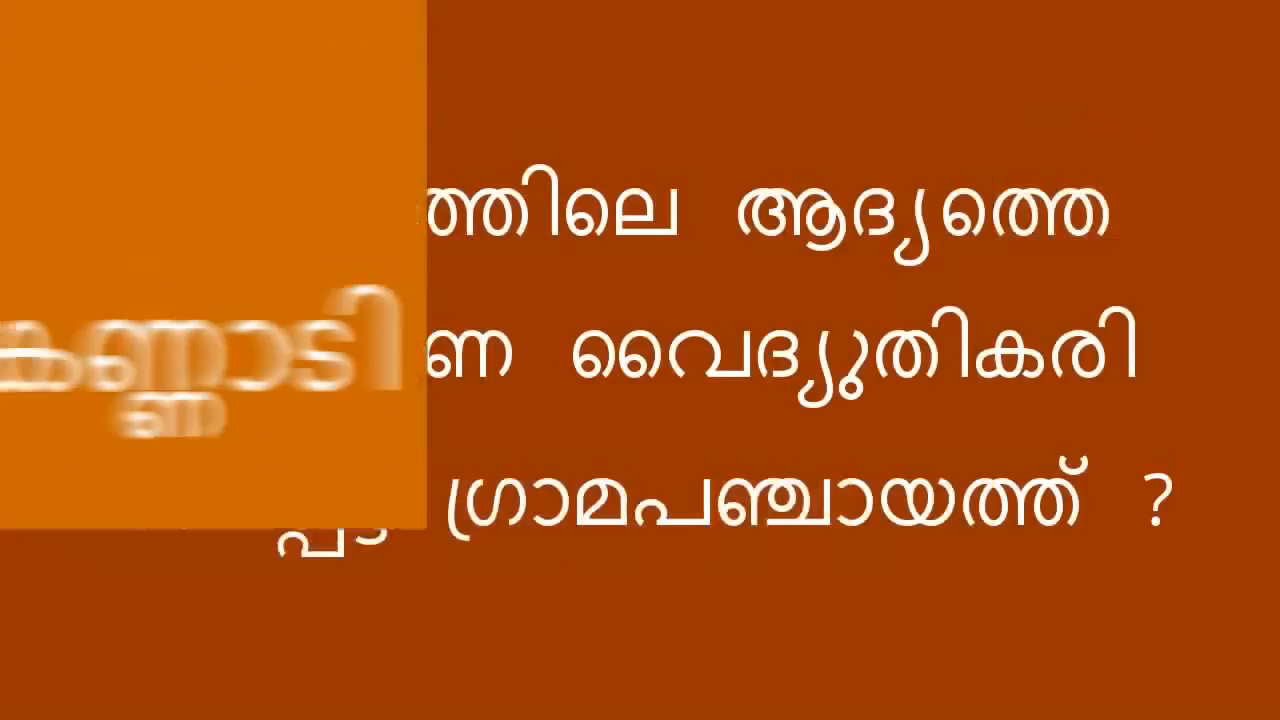 ത്തിലെ ആദ്യത്തെ
കണ്ണാടി
ണ വൈദ്യുതികരി
ഗ്രാമപഞ്ചായത്ത് ?